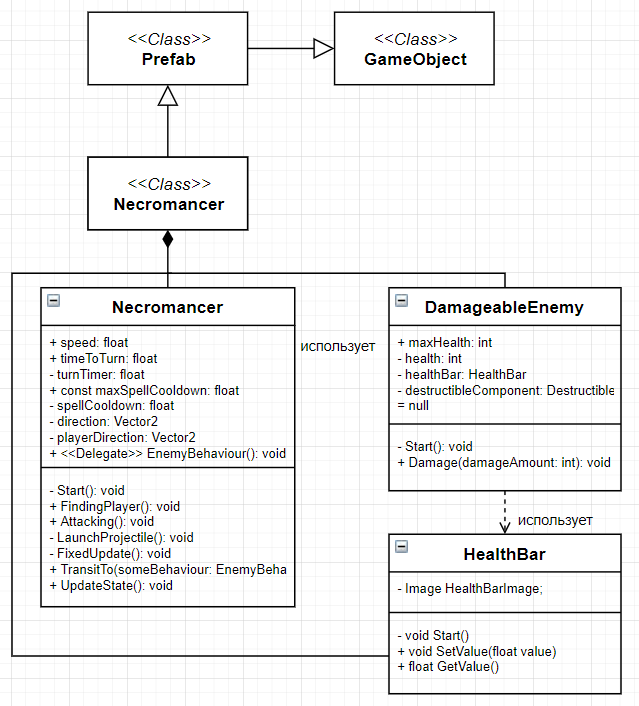 <<Class>>
Prefab
<<Class>>
GameObject
<<Class>>
Necromancer
Necromancer
+ speed: float
+ timeToTurn: float
- turnTimer: float
+ const maxSpellCooldown: float
- spellCooldown: float
- direction: Vector2
- playerDirection: Vector2
+ <<Delegate>> EnemyBehaviour(): void
- Start(): void
+ FindingPlayer(): void
+ Attacking(): void
- LaunchProjectile(): void
- FixedUpdate(): void
+ TransitTo(someBehaviour: EnemyBeha
+ UpdateState(): void
использует
DamageableEnemy
+ maxHealth: int
- health: int
- healthBar: HealthBar
- destructibleComponent: Destructible
= null
- Start(): void
+ Damage(damageAmount: int): void
использует
HealthBar
- Image HealthBarImage;
- void Start()
+ void SetValue(float value)
+ float GetValue()